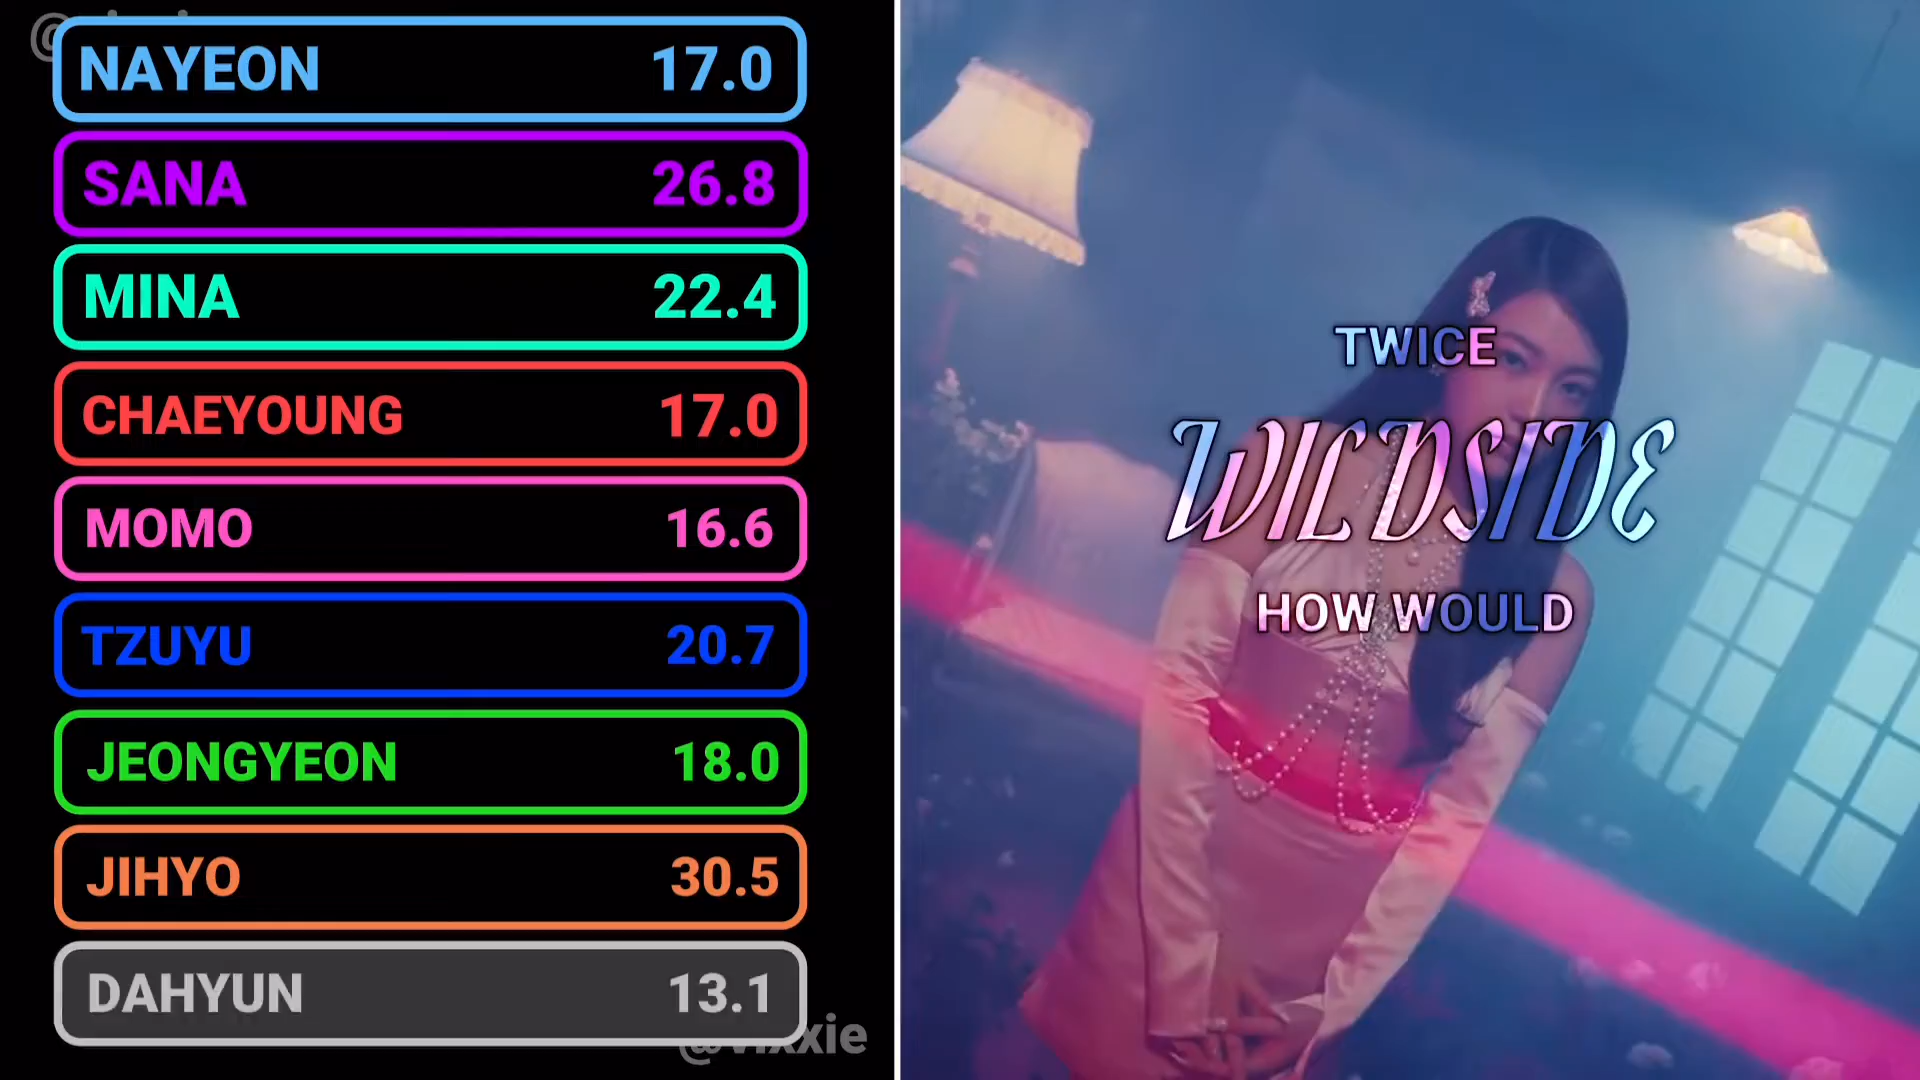 NAYEON 17.0
SANA 26.8
MINA 22.4
CHAEYOUNG 17.0
MOMO 16.6
TZUYU 20.7
JEONGYEON 18.0
JIHYO 30.5
DAHYUN 13.1
TWICE
WILDSIDE
HOW WOULD